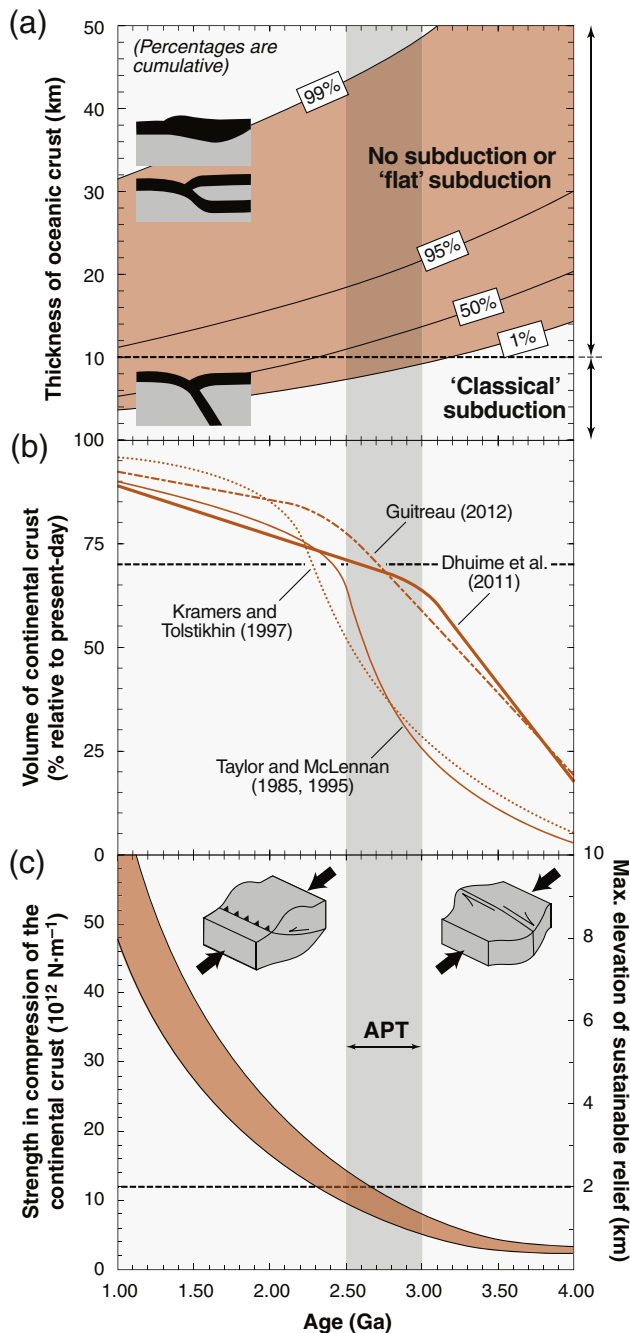 (a)
50
40
30
20
10
100
Thickness of oceanic crust (km)
(Percentages are
cumulative)
99%
No subduction or
'flat' subduction
95%
50%
1%
'Classical'
subduction
(b)
75
50
25
0
Volume of continental crust
(% relative to present-day)
Guitreau (2012)
Dhuime et al.
(2011)
Kramers and
Tolstikhin (1997)
Taylor and McLennan
(1985, 1995)
(c)
50
40
30
20
10
0
Strength in compression of the
continental crust (10¹² N·m⁻¹)
APT
10
8
6
4
2
0
Max. elevation of sustainable
relief (km)
1.00 2.00 2.50 3.00 4.00
Age (Ga)